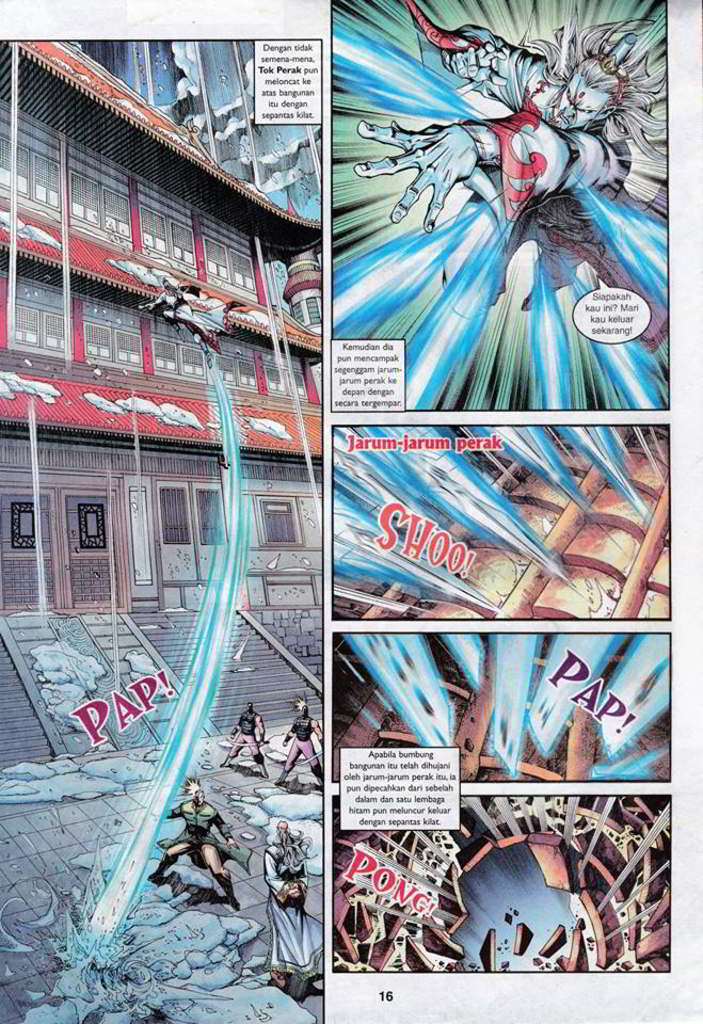 Dengan tidak
semena-mena,
Tok Perak pun
meloncat ke
atas bangunan
itu dengan
sepantas kilat.
PAP!
Siapakah
kau ini? Mari
kau keluar
sekarang!
Kemudian dia
pun mencampak
segenggam jarum-
jarum perak ke
depan dengan
secara tergempar.
Jarum-jarum perak
SHOO!
PAP!
Apabila bumbung
bangunan itu telah dihujani
oleh jarum-jarum perak itu, ia
pun dipecahkan dari sebelah
dalam dan satu lembaga
hitam pun meluncur keluar
dengan sepantas kilat.
PONG!
16